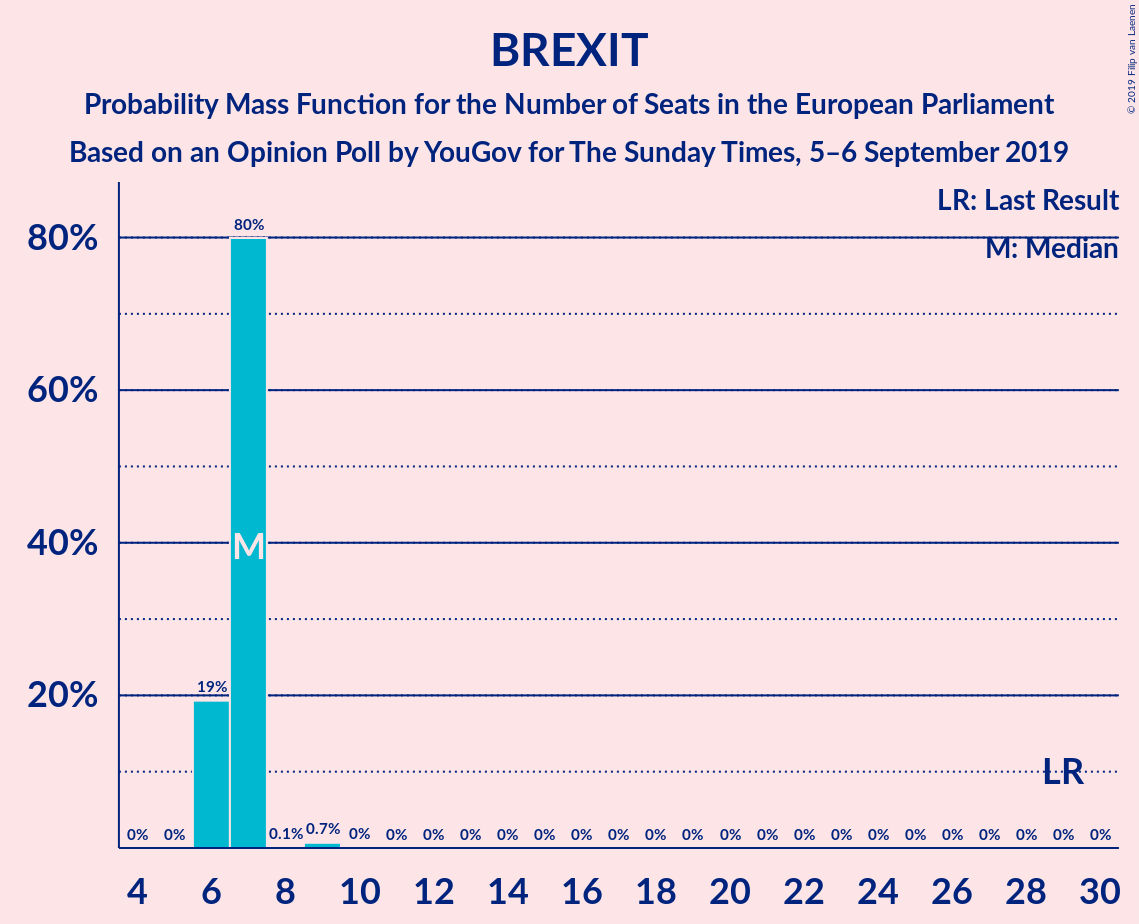 BREXIT
Probability Mass Function for the Number of Seats in the European Parliament
Based on an Opinion Poll by YouGov for The Sunday Times, 5–6 September 2019
© 2019 Filip van Laenen
LR: Last Result
M: Median
80%
60%
40%
20%
80%
M
19%
LR
0% 0% 0.1% 0.7% 0% 0% 0% 0% 0% 0% 0% 0% 0% 0% 0% 0% 0% 0% 0% 0% 0% 0% 0% 0% 0%
4 6 8 10 12 14 16 18 20 22 24 26 28 30